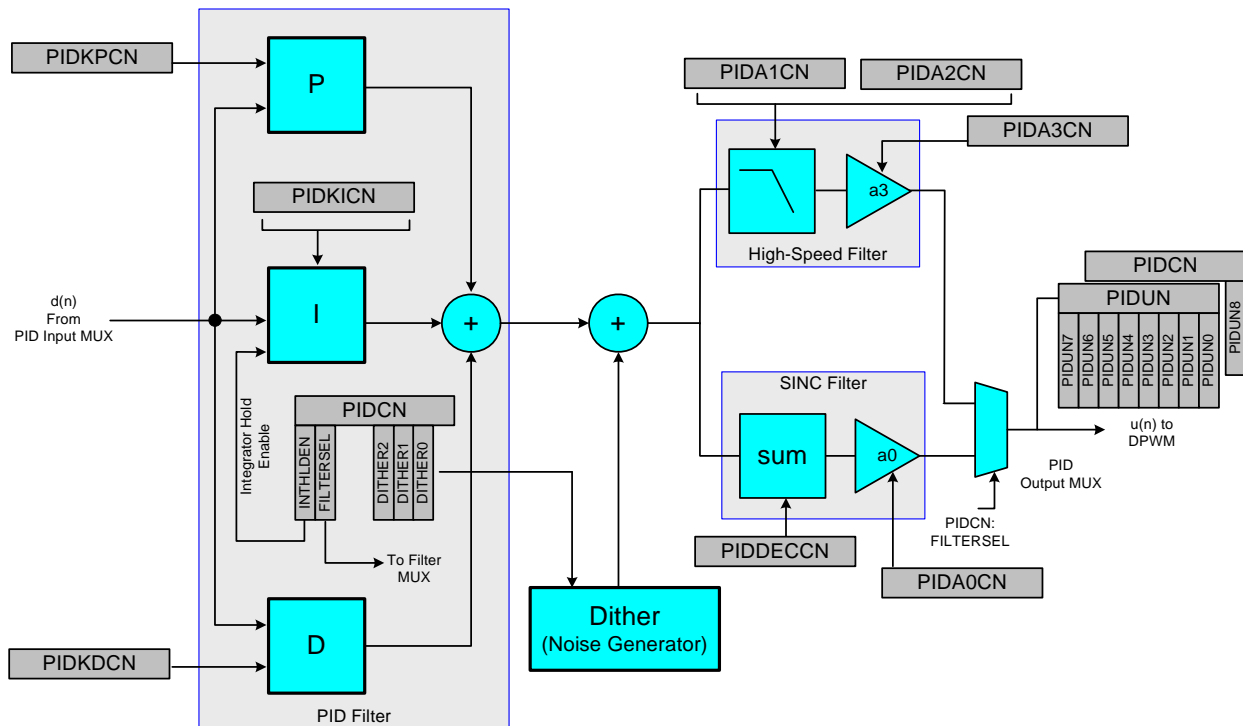 PIDKPCN
P
PIDKICN
d(n)
From
PID Input MUX
I
+
+
Integrator Hold
Enable
PIDCN
INTHLDEN
FILTERSEL
DITHER2
DITHER1
DITHER0
To Filter
MUX
PIDKDCN
D
PID Filter
Dither
(Noise Generator)
PIDA1CN
PIDA2CN
PIDA3CN
a3
High-Speed Filter
SINC Filter
sum
a0
PIDDECCN
PIDA0CN
PIDCN:
FILTERSEL
PID
Output MUX
PIDCN
PIDUN
PIDUN8
PIDUN7
PIDUN6
PIDUN5
PIDUN4
PIDUN3
PIDUN2
PIDUN1
PIDUN0
u(n) to
DPWM